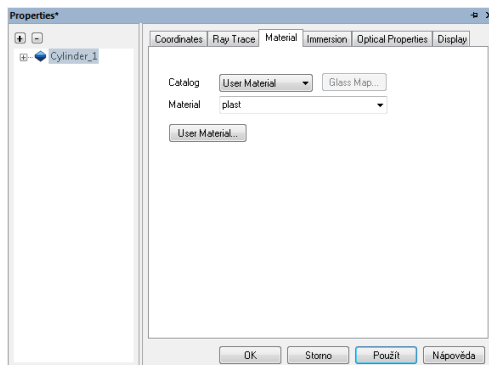 Properties*
Cylinder_1
Coordinates Ray Trace Material Immersion Optical Properties Display
Catalog User Material Glass Map...
Material plast
User Material...
OK Storno Použít Nápověda